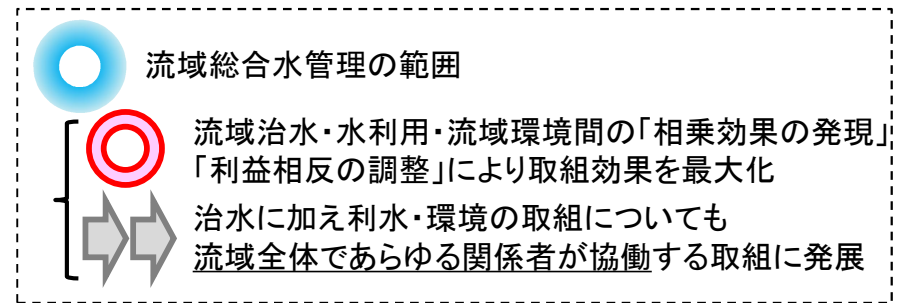 流域総合水管理の範囲
流域治水・水利用・流域環境間の「相乗効果の発現」
「利益相反の調整」により取組効果を最大化
治水に加え利水・環境の取組についても
流域全体であらゆる関係者が協働する取組に発展